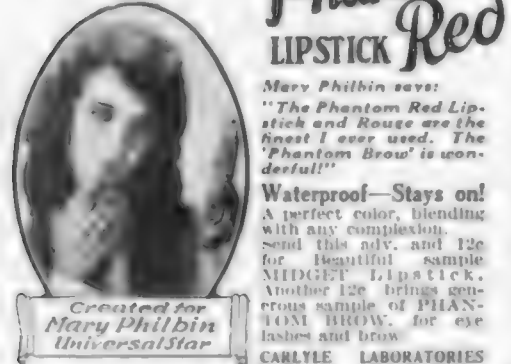 LIPSTICK Red
Mary Philbin says:
"The Phantom Red Lip-
stick and Rouge are the
finest I ever used. The
'Phantom Brow' is won-
derful!"
Waterproof—Stays on!
A perfect color, blending
with any complexion.
Send this adv. and 12c
for Beautiful sample
MIDGET Lipstick.
Another 12c brings gen-
erous sample of PHAN-
TOM BROW, for eye
lashes and brow
CARLYLE LABORATORIES
Created for
Mary Philbin
Universal Star